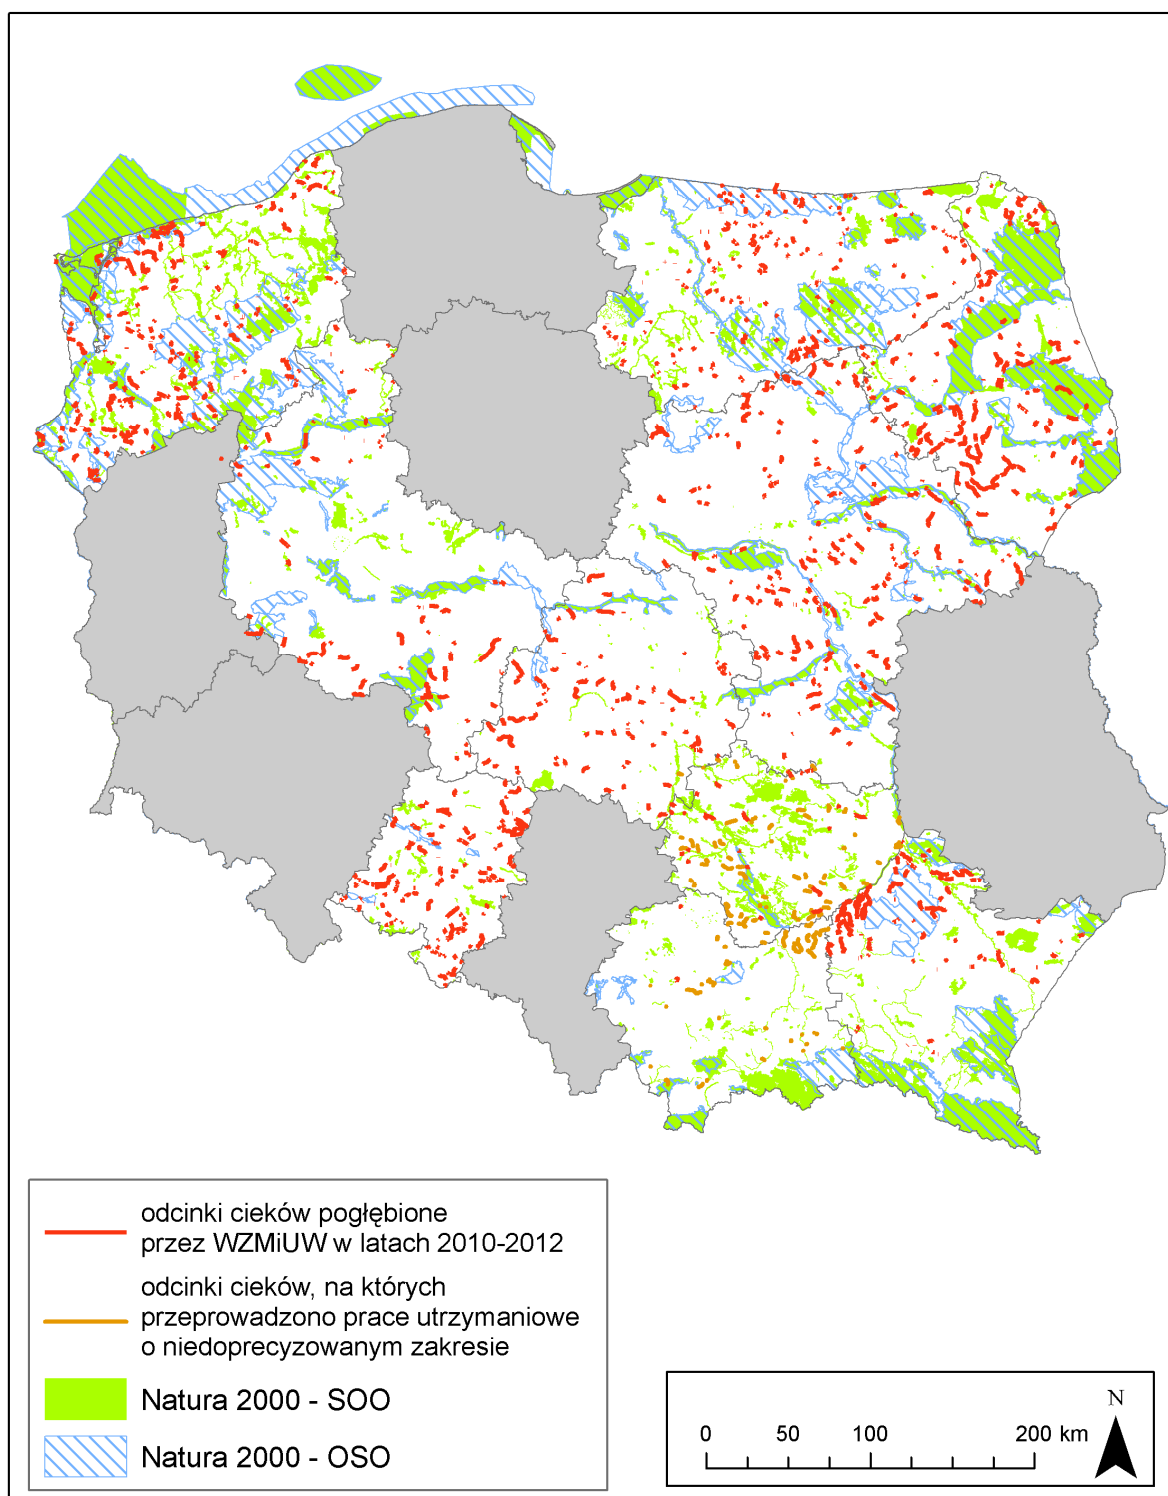 odcinki cieków pogłębione
przez WZMiUW w latach 2010-2012
odcinki cieków, na których
przeprowadzono prace utrzymaniowe
o niedoprecyzowanym zakresie
Natura 2000 - SOO
Natura 2000 - OSO
N
0 50 100 200 km